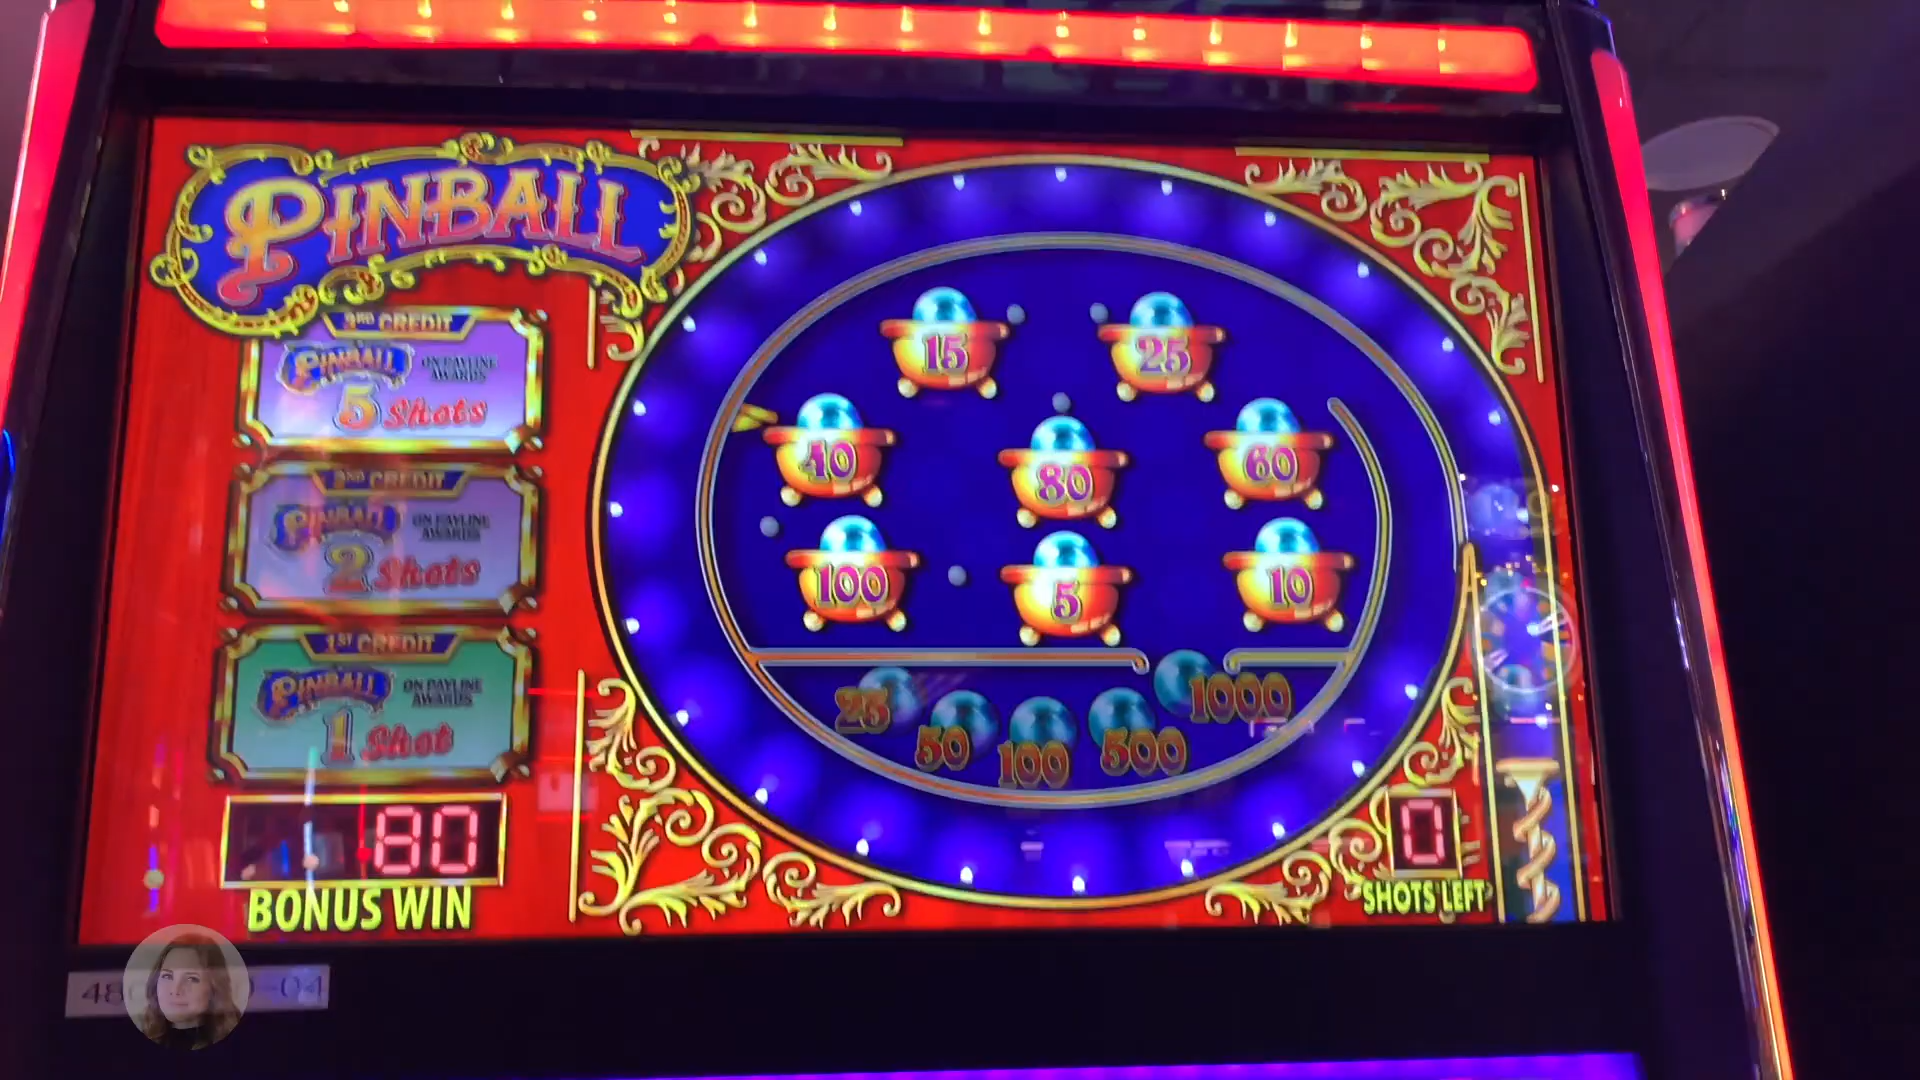 PINBALL
3RD CREDIT
PINBALL ON PAYLINE AWARDS
5 Shots
2ND CREDIT
PINBALL ON PAYLINE AWARDS
2 Shots
1ST CREDIT
PINBALL ON PAYLINE AWARDS
1 Shot
80
BONUS WIN
15 25
40 80 60
100 5 10
25 50 100 500 1000
0
SHOTS LEFT